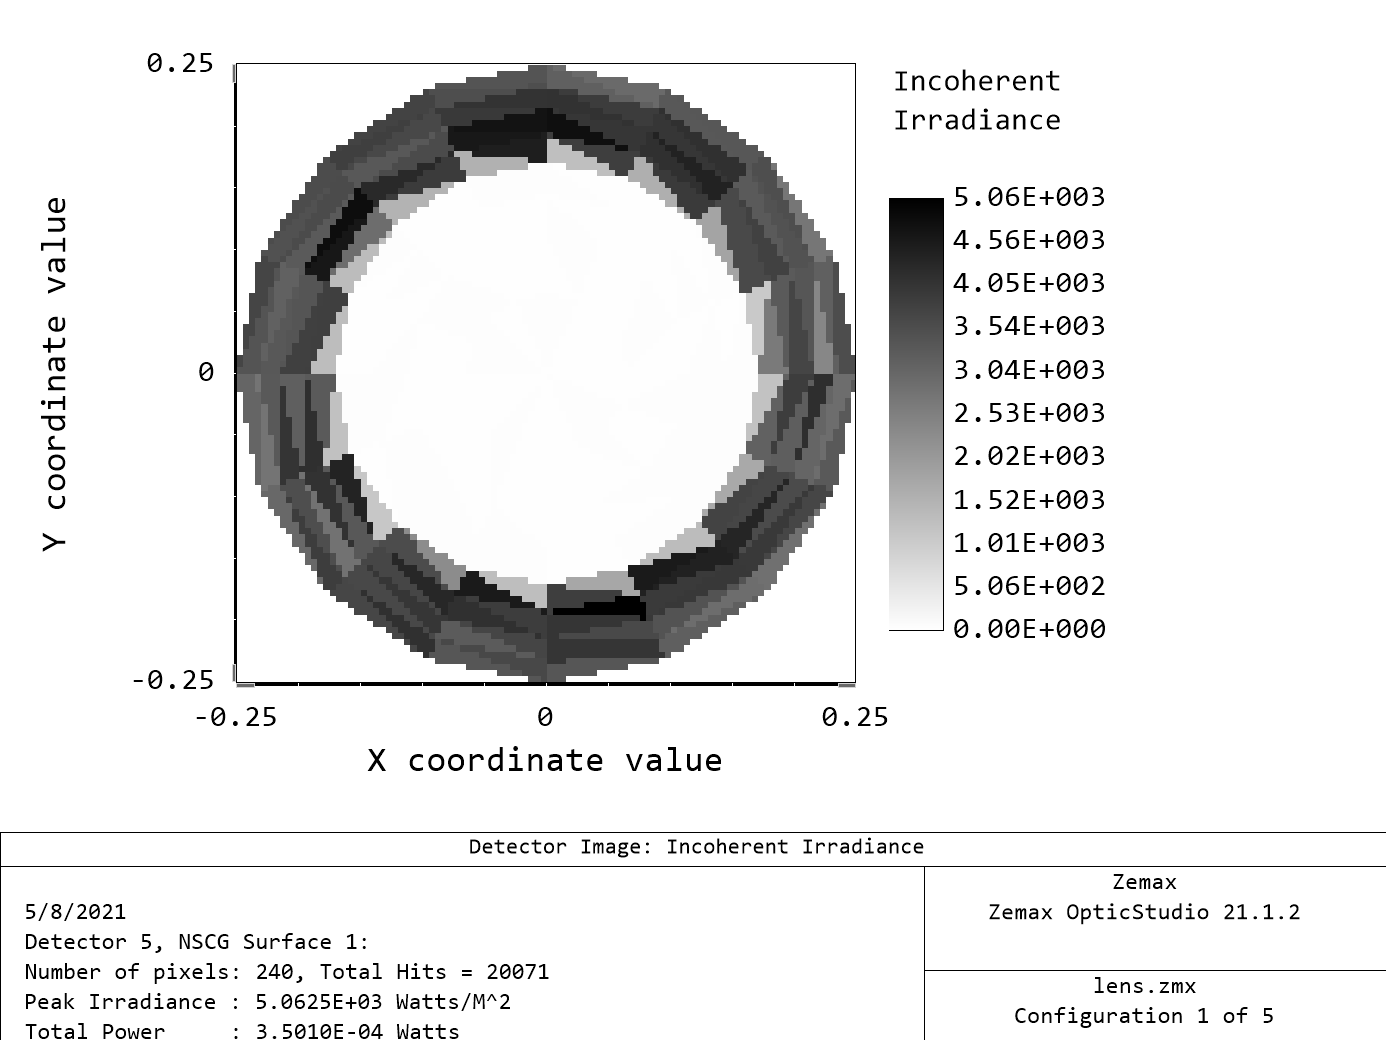 0.25
0
-0.25
Y coordinate value
-0.25
0
0.25
X coordinate value
Incoherent
Irradiance
5.06E+003
4.56E+003
4.05E+003
3.54E+003
3.04E+003
2.53E+003
2.02E+003
1.52E+003
1.01E+003
5.06E+002
0.00E+000
Detector Image: Incoherent Irradiance
5/8/2021
Detector 5, NSCG Surface 1:
Number of pixels: 240, Total Hits = 20071
Peak Irradiance : 5.0625E+03 Watts/M^2
Total Power : 3.5010E-04 Watts
Zemax
Zemax OpticStudio 21.1.2
lens.zmx
Configuration 1 of 5